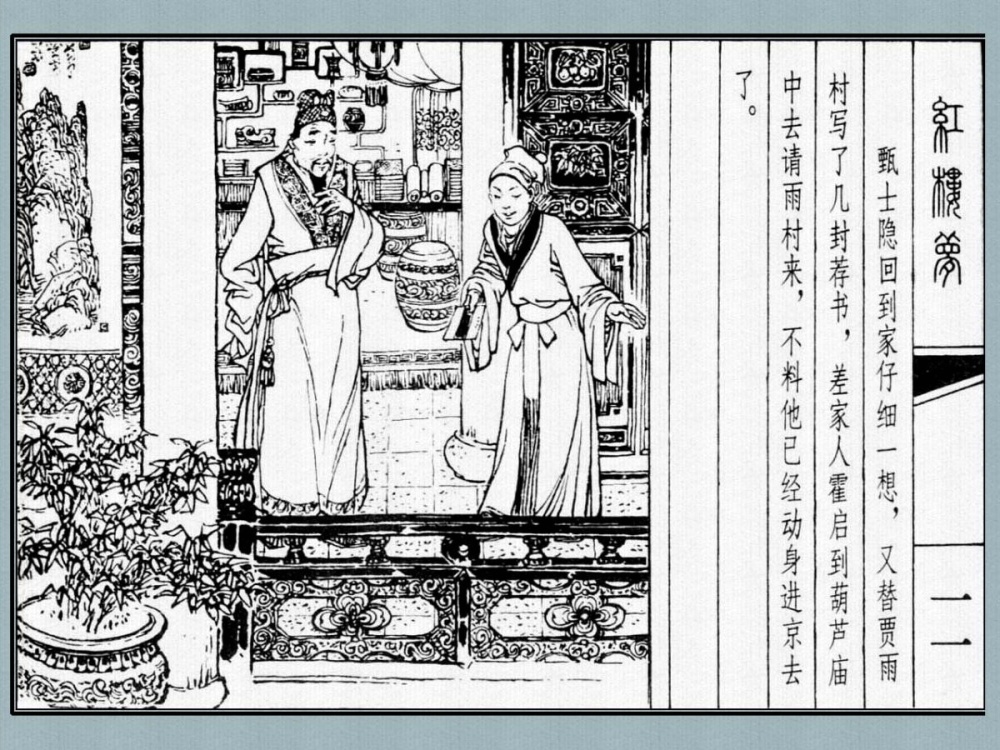 紅樓夢
一一
甄士隐回到家仔细一想，又替贾雨
村写了几封荐书，差家人霍启到葫芦庙
中去请雨村来，不料他已经动身进京去
了。